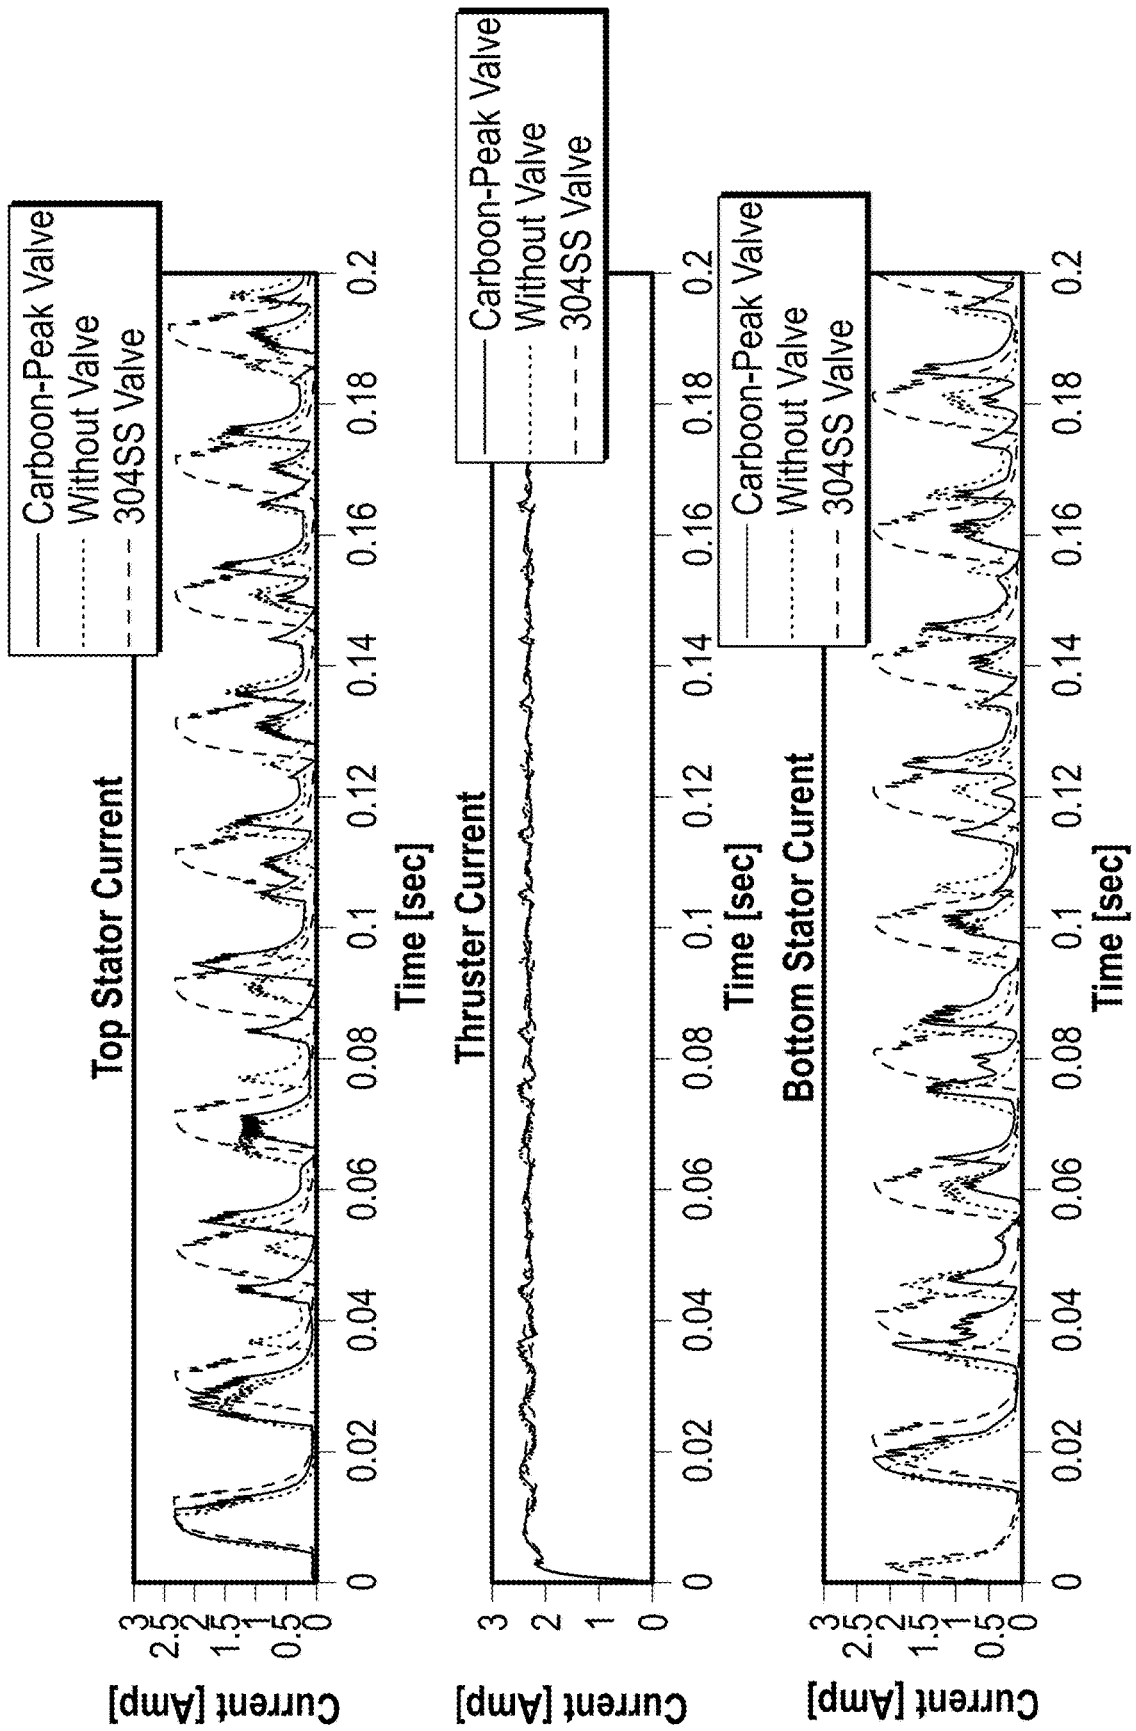 Top Stator Current
Carboon-Peak Valve
Without Valve
304SS Valve
Current [Amp]
3
2.5
2
1.5
1
0.5
0
0
0.02
0.04
0.06
0.08
0.1
0.12
0.14
0.16
0.18
0.2
Time [sec]
Thruster Current
Carboon-Peak Valve
Without Valve
304SS Valve
Current [Amp]
3
2
1
0
0
0.02
0.04
0.06
0.08
0.1
0.12
0.14
0.16
0.18
0.2
Time [sec]
Bottom Stator Current
Carboon-Peak Valve
Without Valve
304SS Valve
Current [Amp]
3
2.5
2
1.5
1
0.5
0
0
0.02
0.04
0.06
0.08
0.1
0.12
0.14
0.16
0.18
0.2
Time [sec]